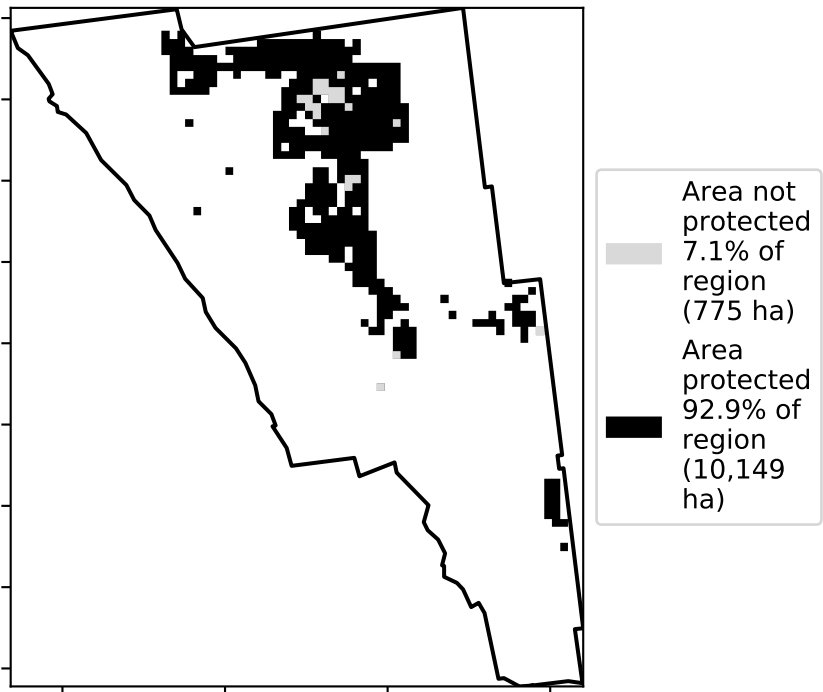 Area not
protected
7.1% of
region
(775 ha)
Area
protected
92.9% of
region
(10,149
ha)